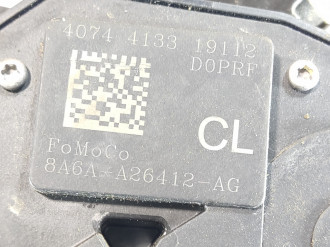 4074 4133 19112
D0PRF
CL
FoMoCo
8A6A-A26412-AG